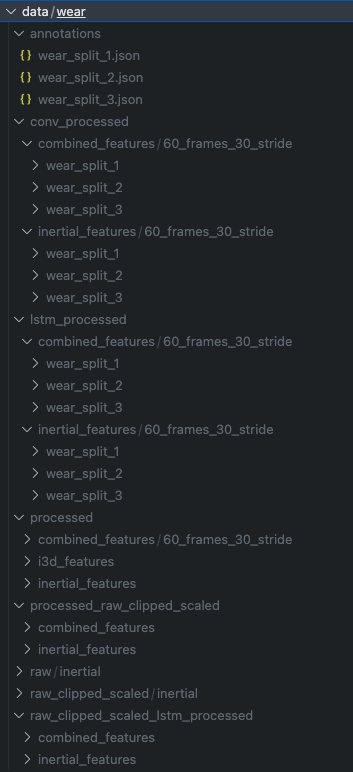 data/wear
annotations
{} wear_split_1.json
{} wear_split_2.json
{} wear_split_3.json
conv_processed
combined_features/60_frames_30_stride
wear_split_1
wear_split_2
wear_split_3
inertial_features/60_frames_30_stride
wear_split_1
wear_split_2
wear_split_3
lstm_processed
combined_features/60_frames_30_stride
wear_split_1
wear_split_2
wear_split_3
inertial_features/60_frames_30_stride
wear_split_1
wear_split_2
wear_split_3
processed
combined_features/60_frames_30_stride
i3d_features
inertial_features
processed_raw_clipped_scaled
combined_features
inertial_features
raw/inertial
raw_clipped_scaled/inertial
raw_clipped_scaled_lstm_processed
combined_features
inertial_features